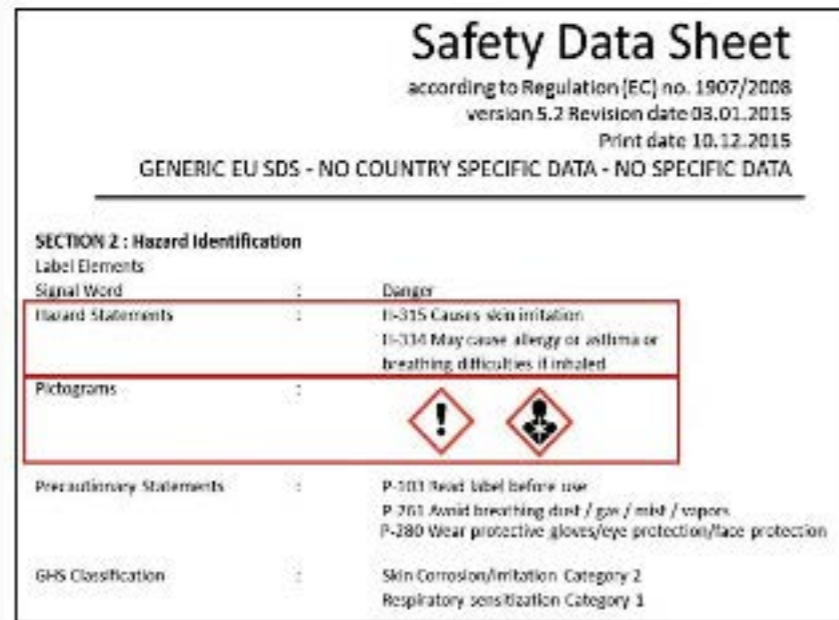 Safety Data Sheet
according to Regulation (EC) no. 1907/2008
version 5.2 Revision date 03.01.2015
Print date 10.12.2015
GENERIC EU SDS - NO COUNTRY SPECIFIC DATA - NO SPECIFIC DATA
SECTION 2 : Hazard Identification
Label Elements
Signal Word : Danger
Hazard Statements : H-315 Causes skin irritation
H-334 May cause allergy or asthma or
breathing difficulties if inhaled
Pictograms :
!
Precautionary Statements : P-103 Read label before use
P-261 Avoid breathing dust / gas / mist / vapors
P-280 Wear protective gloves/eye protection/face protection
GHS Classification : Skin Corrosion/Irritation Category 2
Respiratory sensitization Category 1